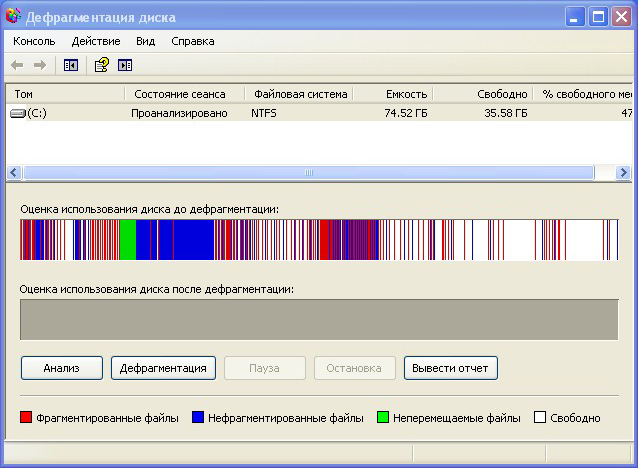 Дефрагментация диска
Консоль Действие Вид Справка
Том Состояние сеанса Файловая система Емкость Свободно % свободного мес
(C:) Проанализировано NTFS 74.52 ГБ 35.58 ГБ 47
Оценка использования диска до дефрагментации:
Оценка использования диска после дефрагментации:
Анализ Дефрагментация Пауза Остановка Вывести отчет
Фрагментированные файлы Нефрагментированные файлы Неперемещаемые файлы Свободно